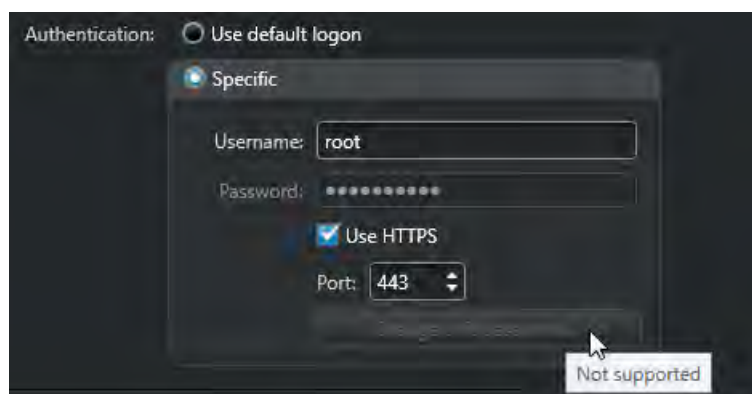 Authentication: Use default logon
Specific
Username: root
Password: ●●●●●●●●●●
Use HTTPS
Port: 443
Not supported